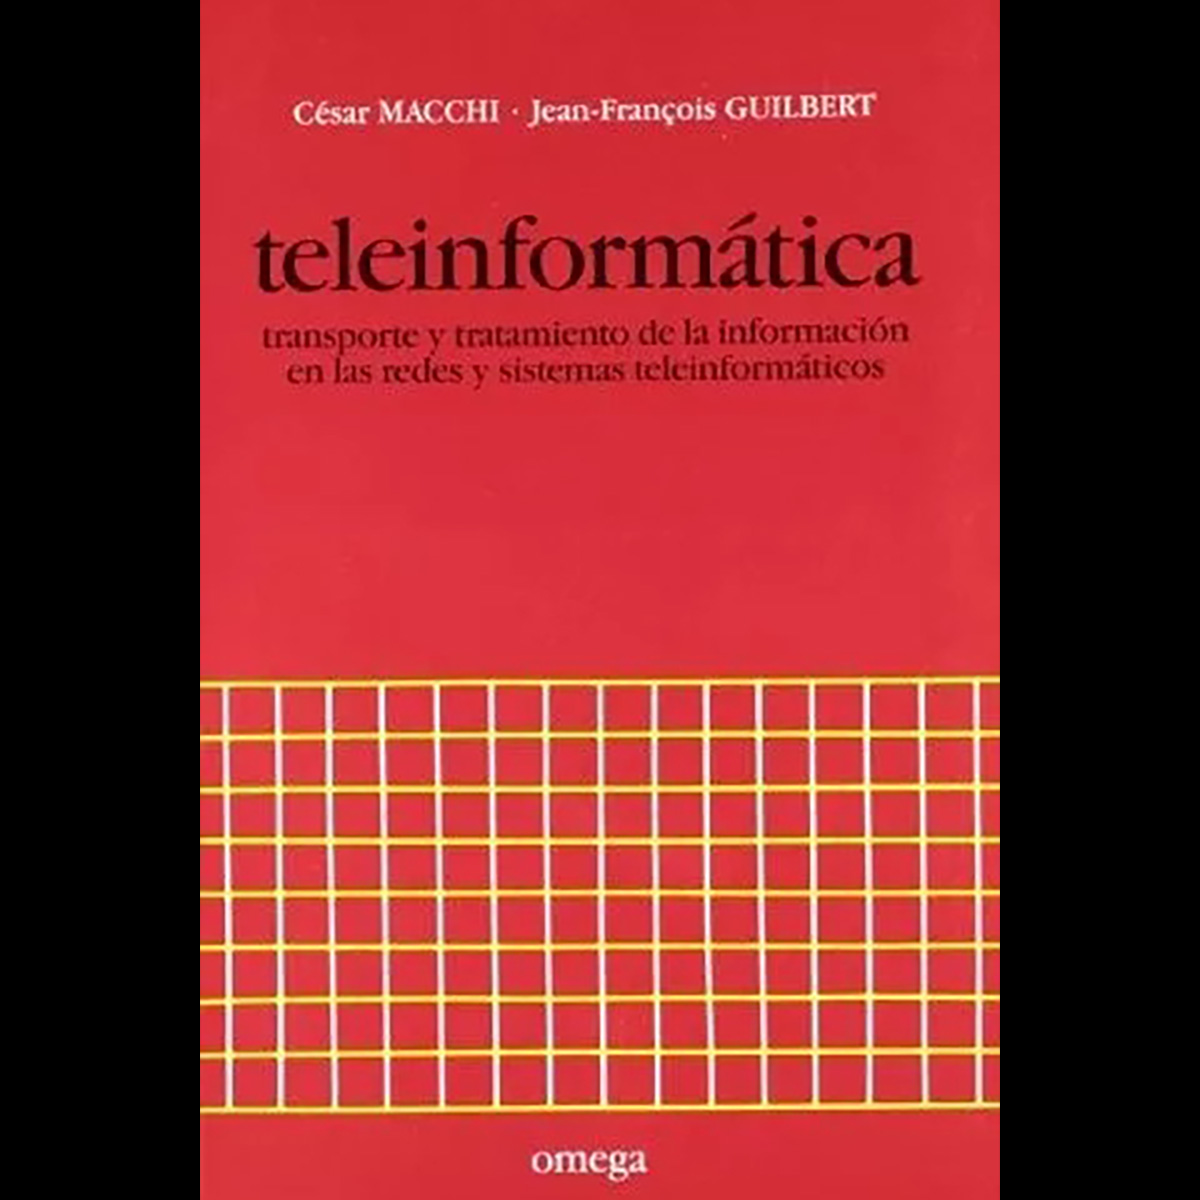 César MACCHI · Jean-François GUILBERT
teleinformática
transporte y tratamiento de la información
en las redes y sistemas teleinformáticos
omega